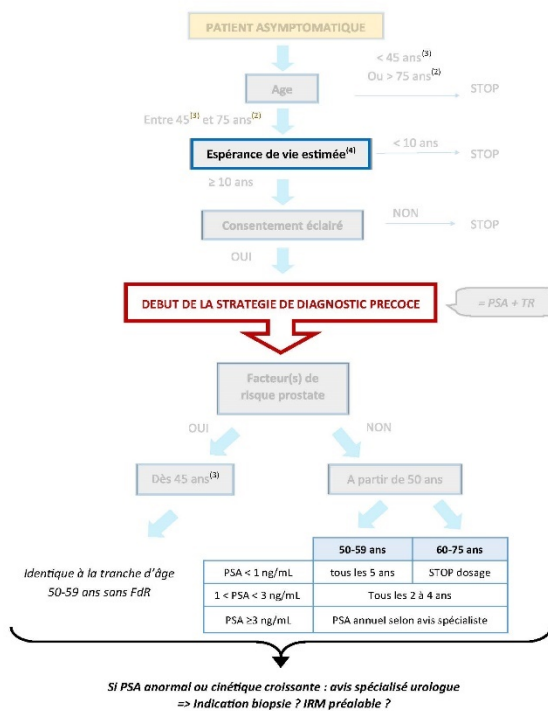 PATIENT ASYMPTOMATIQUE
< 45 ans(3)
Ou > 75 ans(2)
Age
STOP
Entre 45(3) et 75 ans(2)
Espérance de vie estimée(4)
< 10 ans
STOP
≥ 10 ans
Consentement éclairé
NON
STOP
OUI
DEBUT DE LA STRATEGIE DE DIAGNOSTIC PRECOCE
= PSA + TR
Facteur(s) de
risque prostate
OUI
NON
Dès 45 ans(3)
A partir de 50 ans
Identique à la tranche d'âge
50-59 ans sans FdR
50-59 ans
60-75 ans
PSA < 1 ng/mL
tous les 5 ans
STOP dosage
1 < PSA < 3 ng/mL
Tous les 2 à 4 ans
PSA ≥3 ng/mL
PSA annuel selon avis spécialiste
Si PSA anormal ou cinétique croissante : avis spécialisé urologue
=> Indication biopsie ? IRM préalable ?